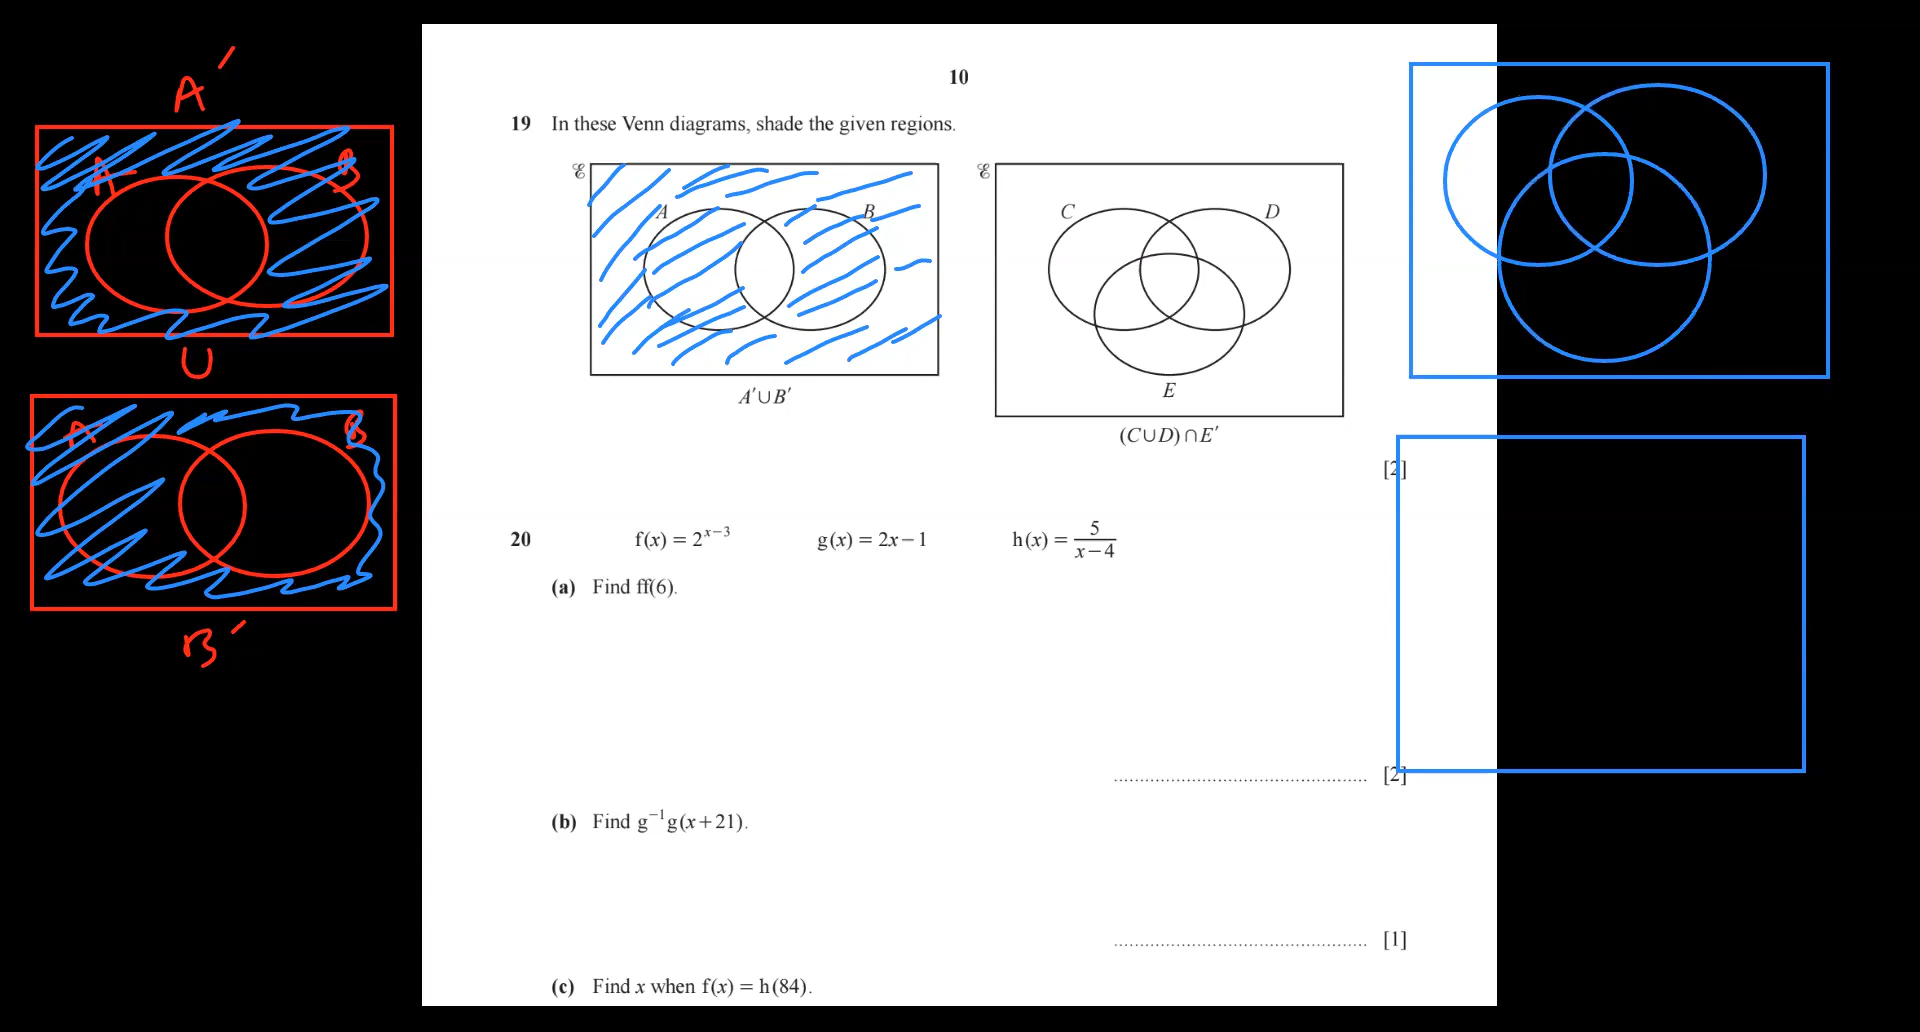 A′
A B
U
A B
B′
10
19 In these Venn diagrams, shade the given regions.
ℰ A B
A′∪B′
ℰ C D
E
(C∪D)∩E′
[2]
20 f(x) = 2^{x−3} g(x) = 2x−1 h(x) = 5/(x−4)
(a) Find ff(6).
................................................ [2]
(b) Find g⁻¹g(x+21).
................................................ [1]
(c) Find x when f(x) = h(84).